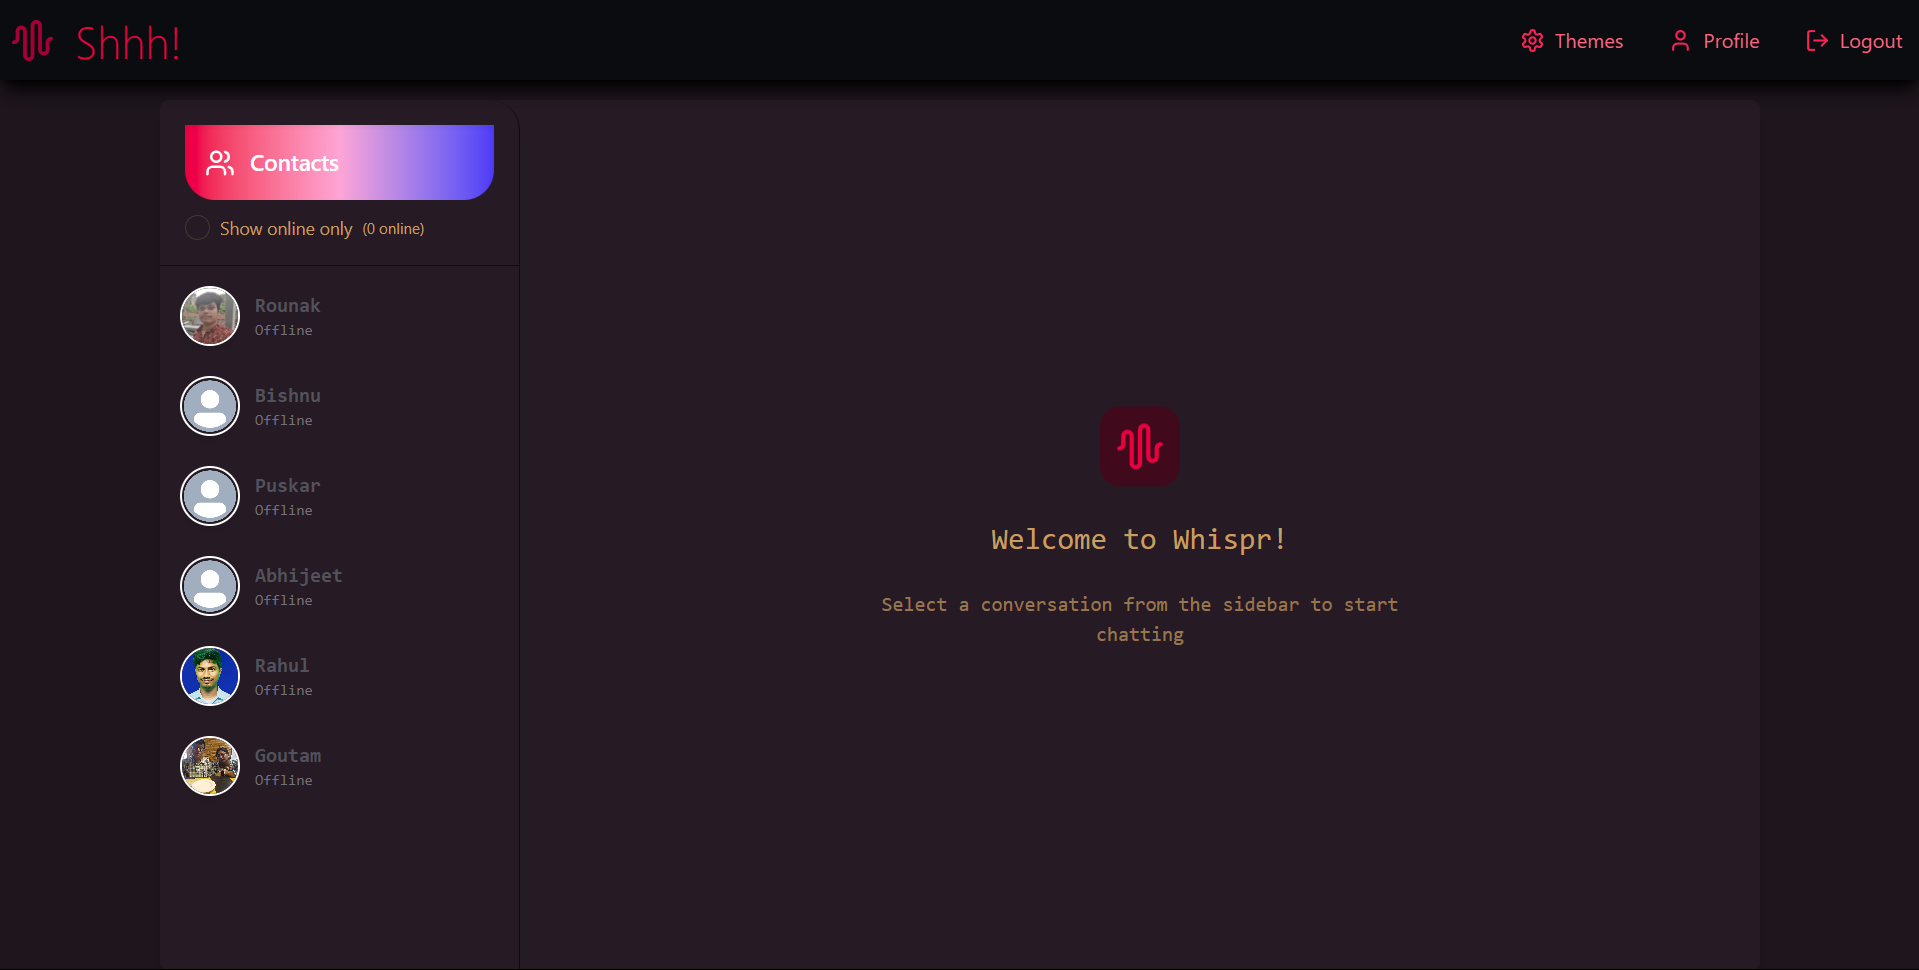 Shhh!
Themes
Profile
Logout
Contacts
Show online only (0 online)
Rounak
Offline
Bishnu
Offline
Puskar
Offline
Abhijeet
Offline
Rahul
Offline
Goutam
Offline
Welcome to Whispr!
Select a conversation from the sidebar to start
chatting